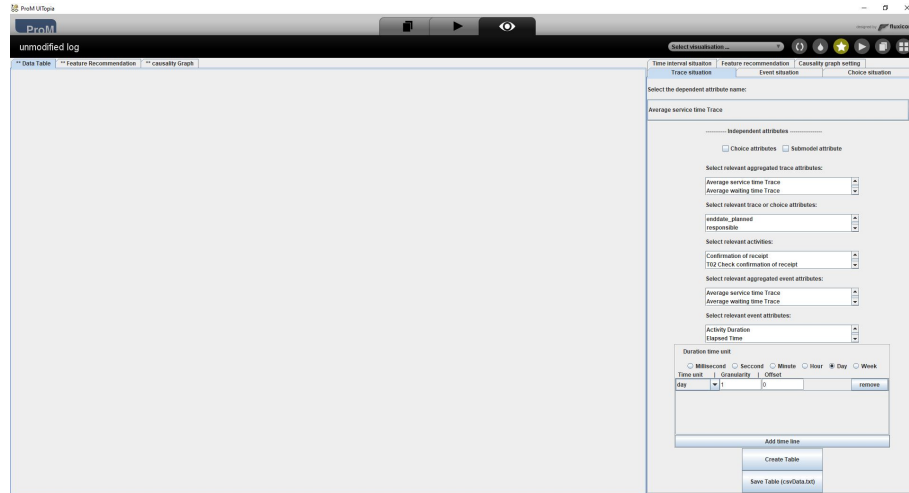 ProM UITopia
ProM
designed by fluxicon
unmodified log
Select visualisation ...
** Data Table
** Feature Recommendation
** causality Graph
Time interval situaiton
Feature recommendation
Causality graph setting
Trace situation
Event situation
Choice situation
Select the dependent attribute name:
Average service time Trace
---------- Independent attributes ---------------
Choice attributes
Submodel attribute
Select relevant aggregated trace attributes:
Average service time Trace
Average waiting time Trace
Select relevant trace or choice attributes:
enddate_planned
responsible
Select relevant activities:
Confirmation of receipt
T02 Check confirmation of receipt
Select relevant aggregated event attributes:
Average service time Trace
Average waiting time Trace
Select relevant event attributes:
Activity Duration
Elapsed Time
Duration time unit
Millisecond Seccond Minute Hour Day Week
Time unit | Granularity | Offset
day 1 0 remove
Add time line
Create Table
Save Table (csvData.txt)